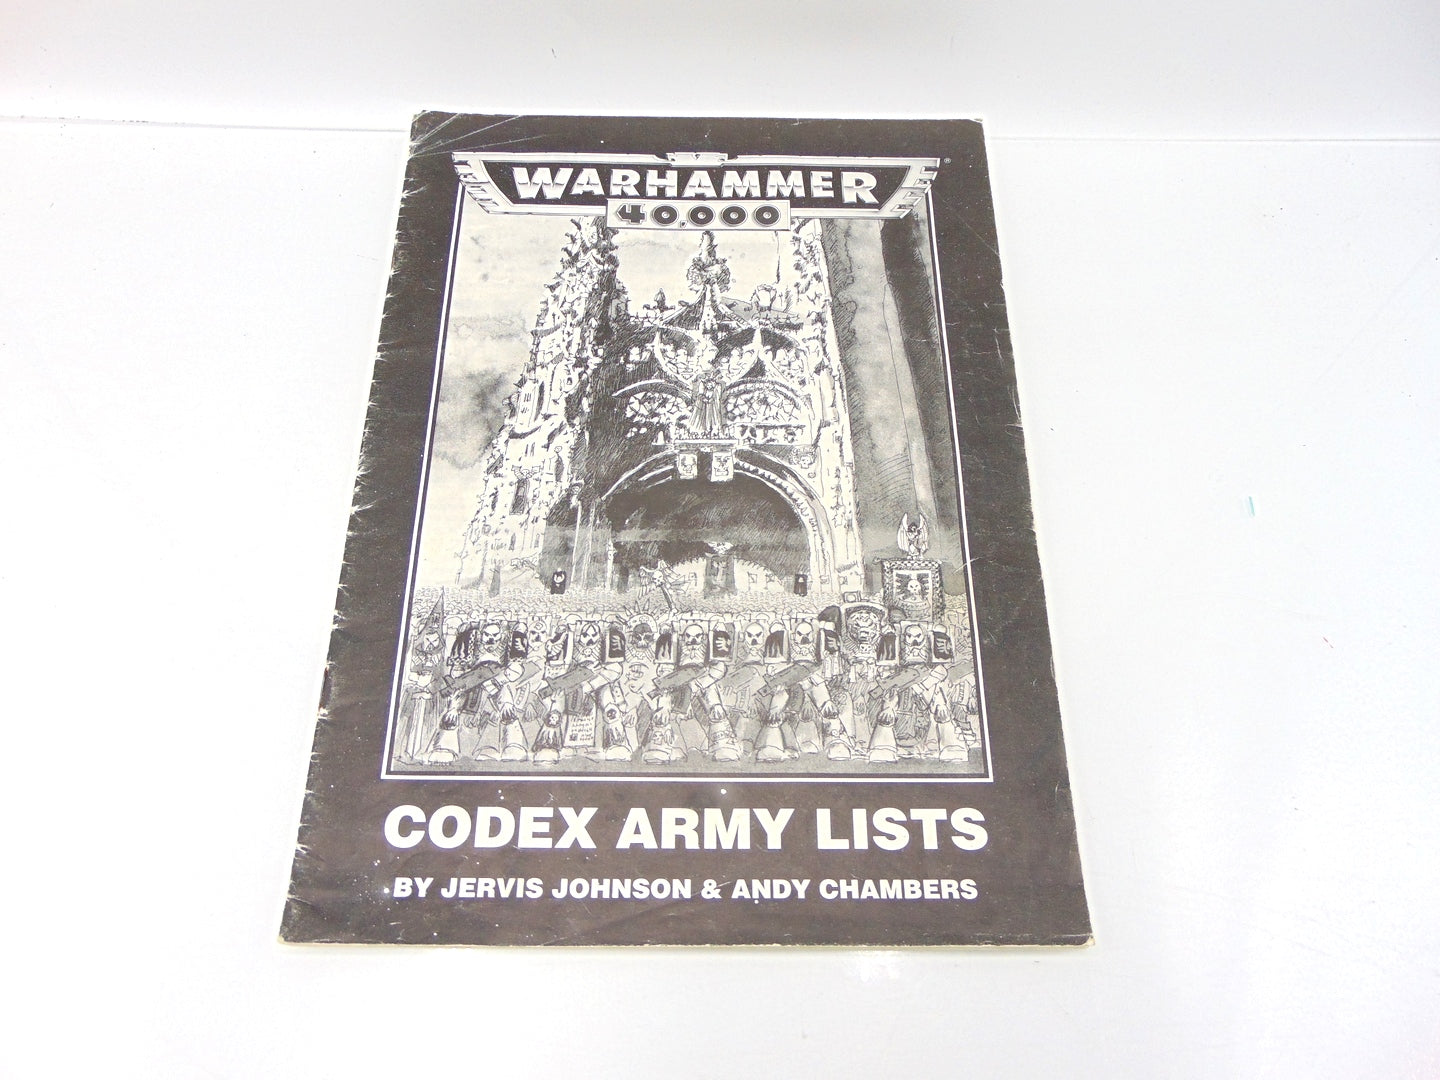 WARHAMMER
40,000
CODEX ARMY LISTS
BY JERVIS JOHNSON & ANDY CHAMBERS